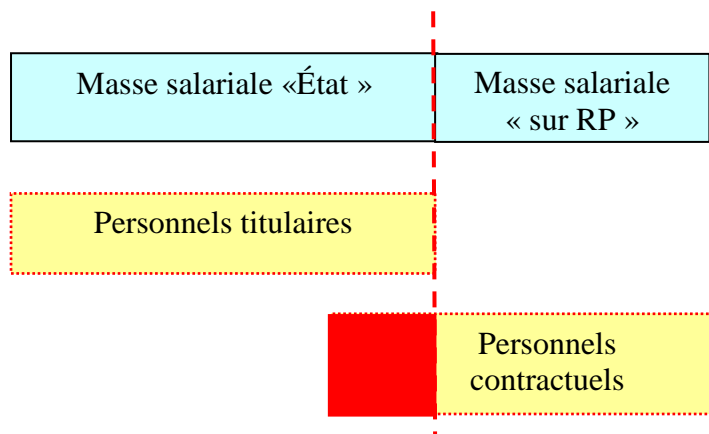 Masse salariale «État »
Masse salariale
« sur RP »
Personnels titulaires
Personnels
contractuels